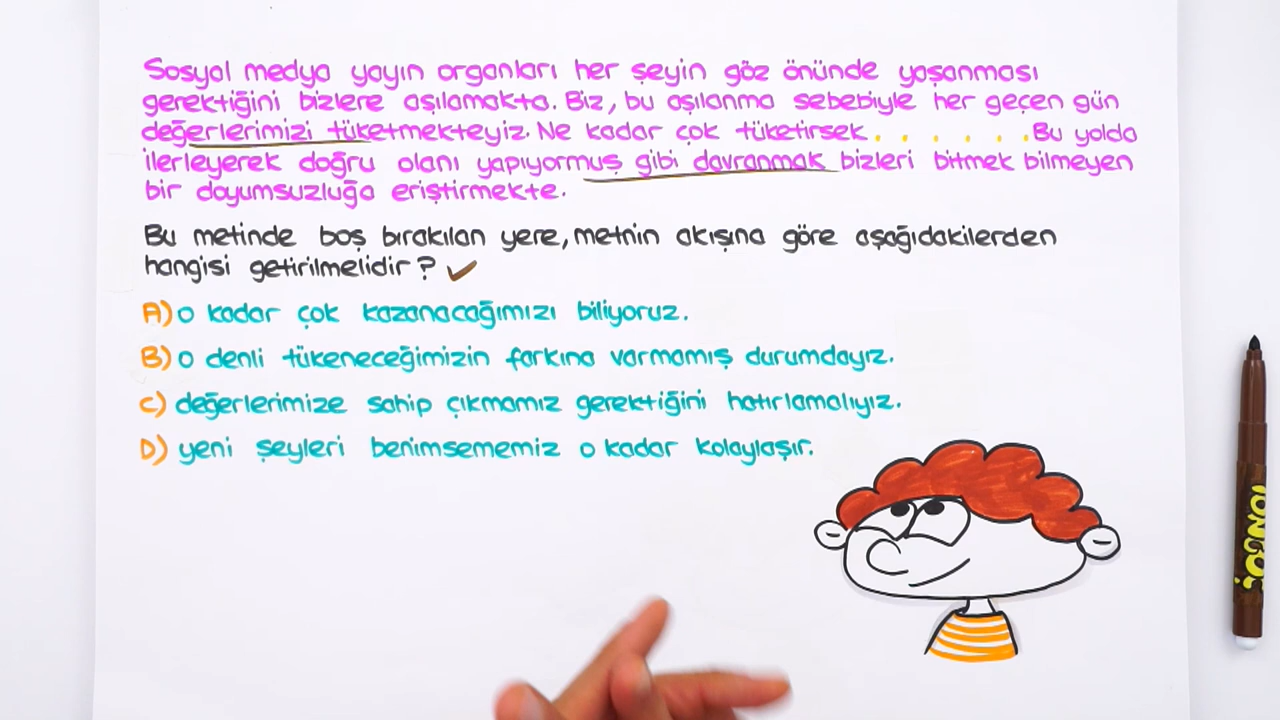 Sosyal medya yayın organları her şeyin göz önünde yaşanması
gerektiğini bizlere aşılamakta. Biz, bu aşılanma sebebiyle her geçen gün
değerlerimizi tüketmekteyiz. Ne kadar çok tüketirsek . . . . . . Bu yolda
ilerleyerek doğru olanı yapıyormuş gibi davranmak bizleri bitmek bilmeyen
bir doyumsuzluğa eriştirmekte.
Bu metinde boş bırakılan yere, metnin akışına göre aşağıdakilerden
hangisi getirilmelidir?
A) o kadar çok kazanacağımızı biliyoruz.
B) o denli tükeneceğimizin farkına varmamış durumdayız.
C) değerlerimize sahip çıkmamız gerektiğini hatırlamalıyız.
D) yeni şeyleri benimsememiz o kadar kolaylaşır.